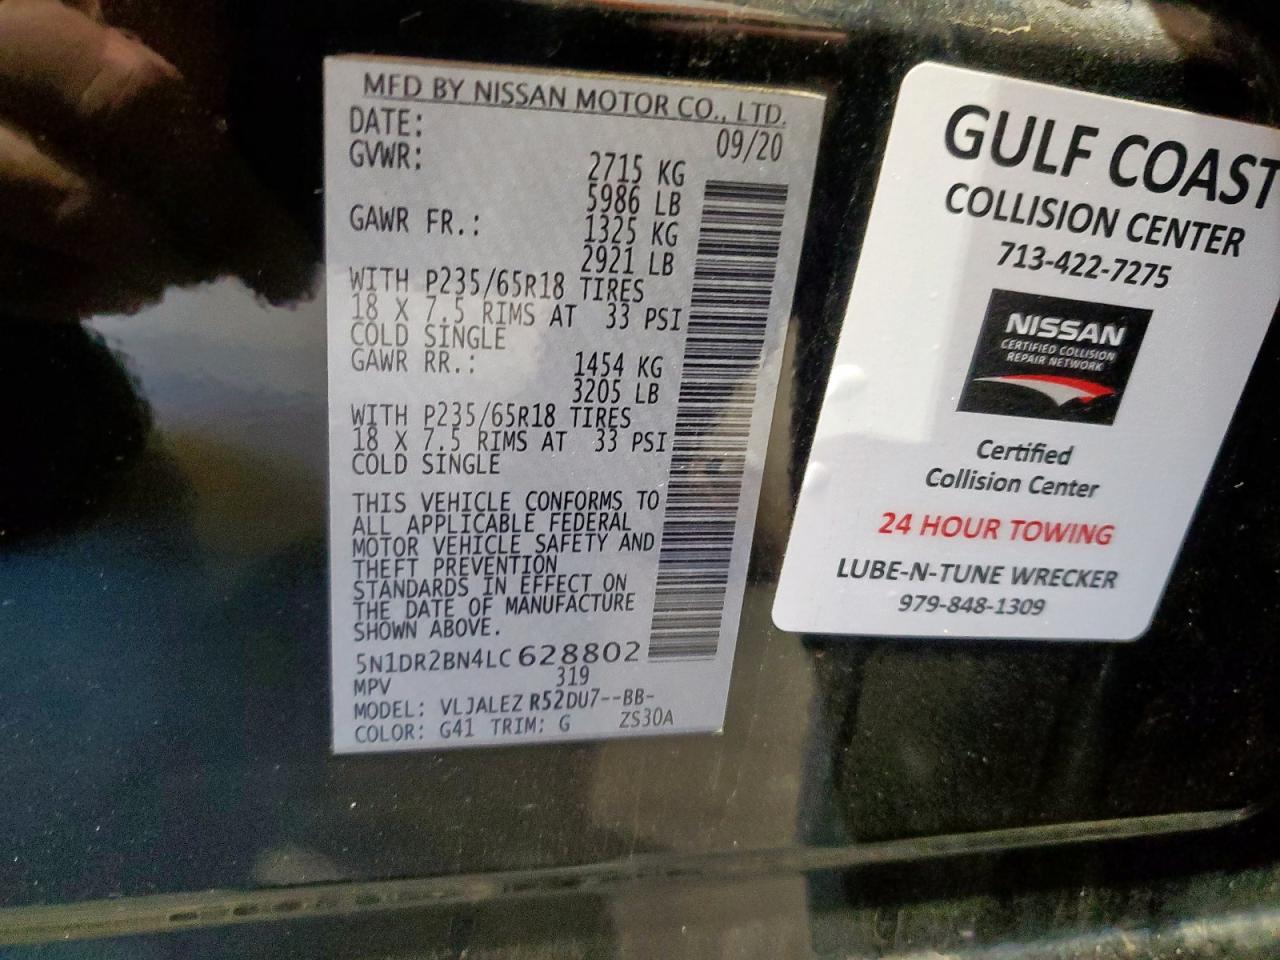 MFD BY NISSAN MOTOR CO., LTD.
DATE: 09/20
GVWR: 2715 KG
5986 LB
GAWR FR.: 1325 KG
2921 LB
WITH P235/65R18 TIRES
18 X 7.5 RIMS AT 33 PSI
COLD SINGLE
GAWR RR.: 1454 KG
3205 LB
WITH P235/65R18 TIRES
18 X 7.5 RIMS AT 33 PSI
COLD SINGLE
THIS VEHICLE CONFORMS TO
ALL APPLICABLE FEDERAL
MOTOR VEHICLE SAFETY AND
THEFT PREVENTION
STANDARDS IN EFFECT ON
THE DATE OF MANUFACTURE
SHOWN ABOVE.
5N1DR2BN4LC628802
MPV 319
MODEL: VLJALEZ R52DU7--BB-
COLOR: G41 TRIM: G ZS30A
GULF COAST
COLLISION CENTER
713-422-7275
NISSAN
CERTIFIED COLLISION
REPAIR NETWORK
Certified
Collision Center
24 HOUR TOWING
LUBE-N-TUNE WRECKER
979-848-1309